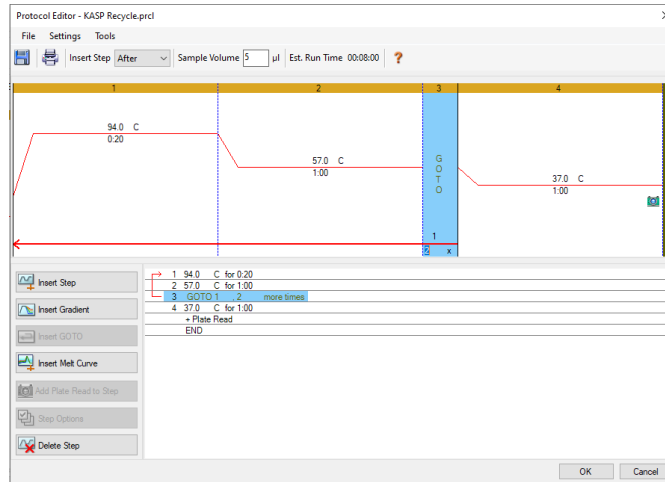 Protocol Editor - KASP Recycle.prcl
File Settings Tools
Insert Step After Sample Volume 5 µl Est. Run Time 00:08:00 ?
1 2 3 4
94.0 C
0:20
57.0 C
1:00
G
O
T
O
37.0 C
1:00
1
2 x
Insert Step
Insert Gradient
Insert GOTO
Insert Melt Curve
Add Plate Read to Step
Step Options
Delete Step
1 94.0 C for 0:20
2 57.0 C for 1:00
3 GOTO 1 , 2 more times
4 37.0 C for 1:00
+ Plate Read
END
OK Cancel